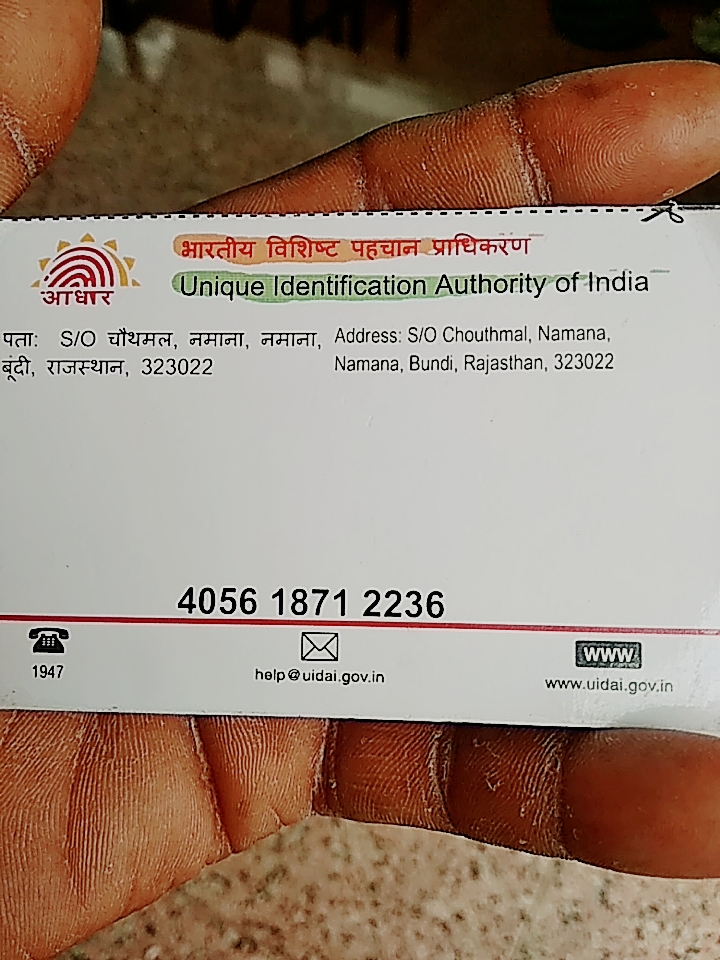 भारतीय विशिष्ट पहचान प्राधिकरण
Unique Identification Authority of India
आधार
पता: S/O चौथमल, नमाना, नमाना,
बूंदी, राजस्थान, 323022
Address: S/O Chouthmal, Namana,
Namana, Bundi, Rajasthan, 323022
4056 1871 2236
1947
help@uidai.gov.in
WWW
www.uidai.gov.in